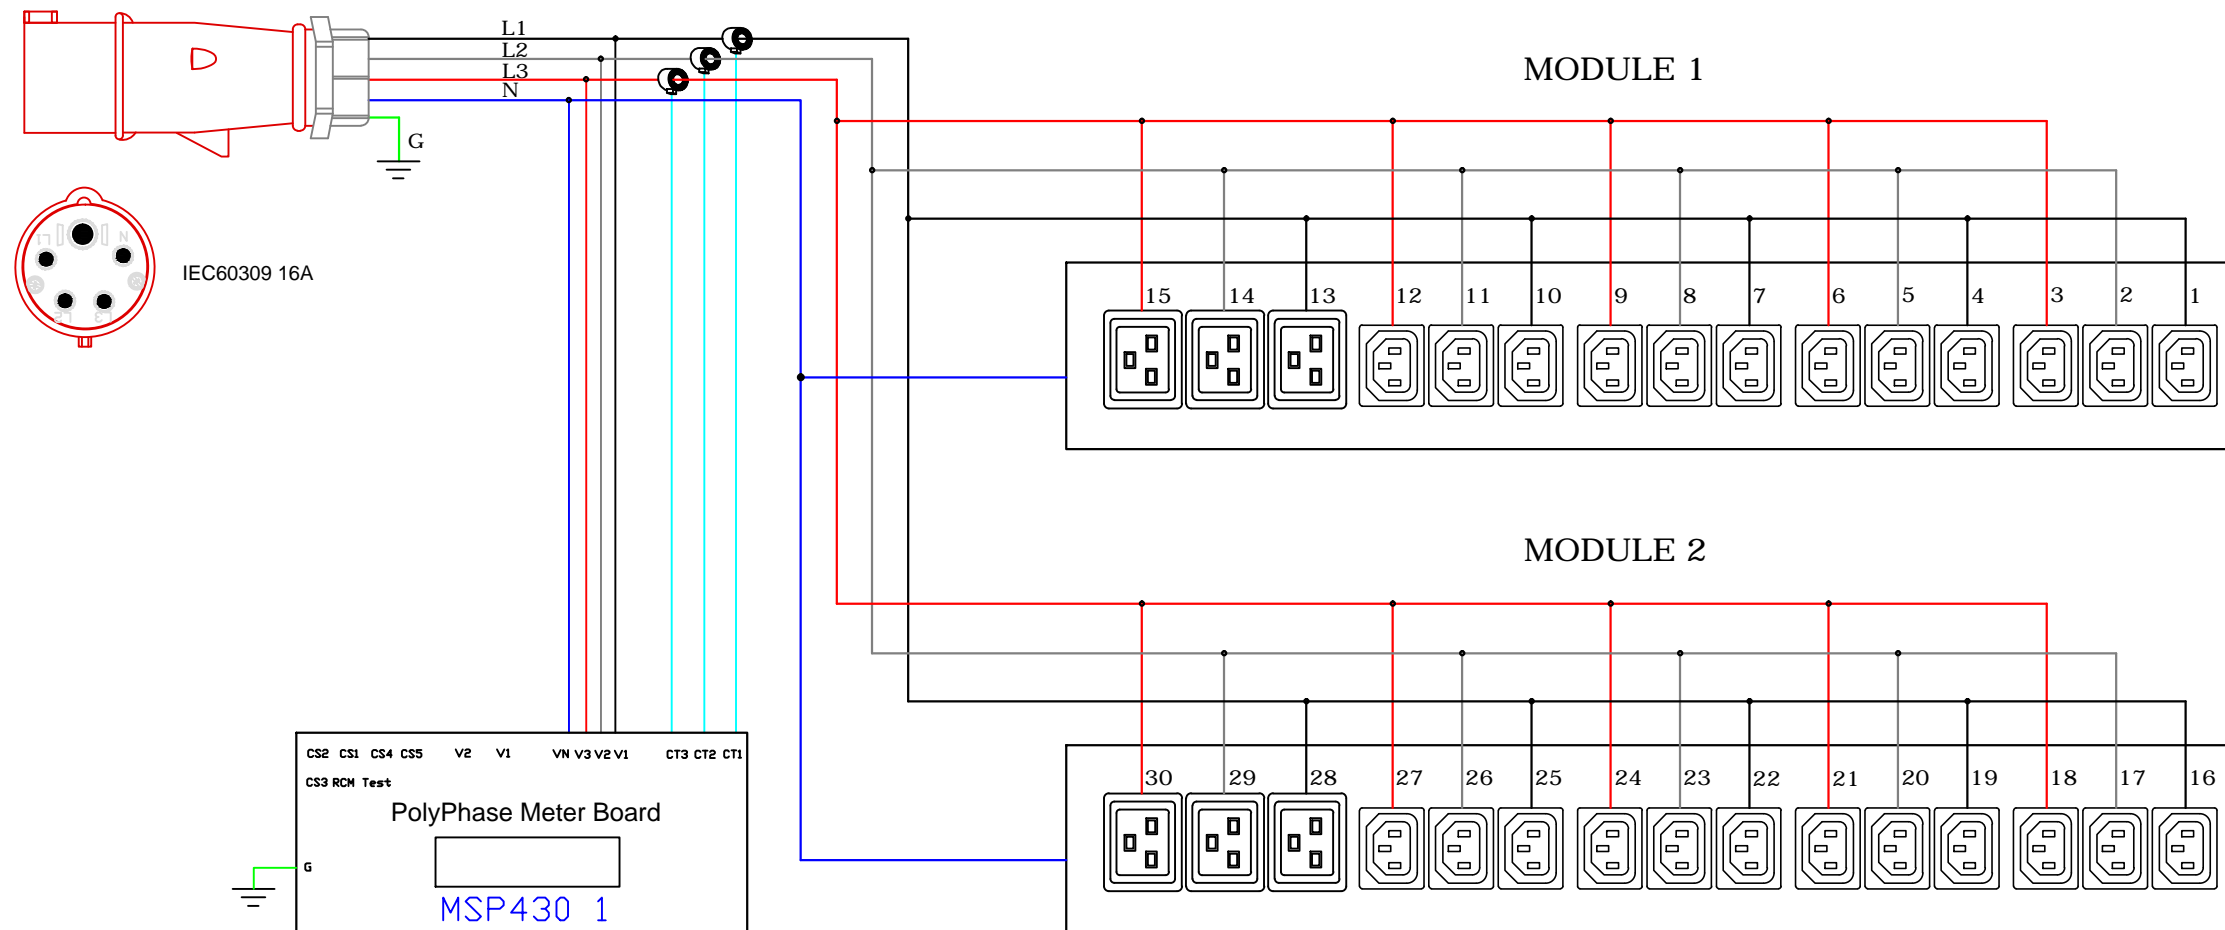 L1
L2
L3
N
G
MODULE 1
L1 N
L2 L3
IEC60309 16A
15 14 13 12 11 10 9 8 7 6 5 4 3 2 1
MODULE 2
CS2 CS1 CS4 CS5 V2 V1 VN V3 V2 V1 CT3 CT2 CT1
CS3 RCM Test
PolyPhase Meter Board
G
MSP430 1
30 29 28 27 26 25 24 23 22 21 20 19 18 17 16